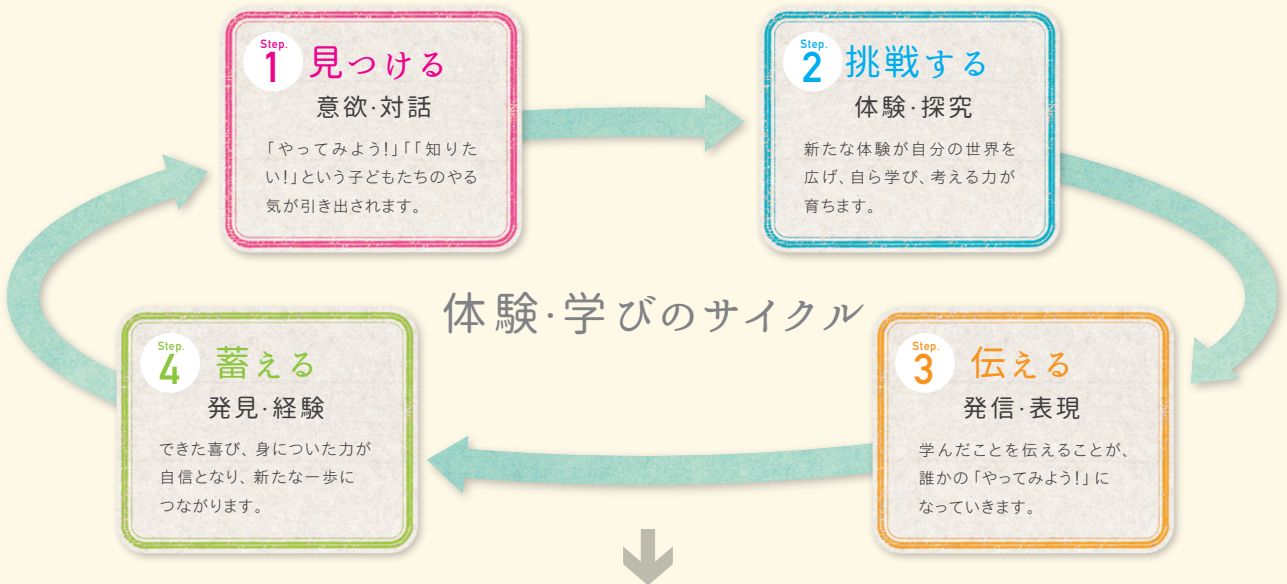 Step.
1
見つける
意欲・対話
「やってみよう!」「「知りた
い!」という子どもたちのやる
気が引き出されます。
Step.
2
挑戦する
体験・探究
新たな体験が自分の世界を
広げ、自ら学び、考える力が
育ちます。
体験・学びのサイクル
Step.
3
伝える
発信・表現
学んだことを伝えることが、
誰かの「やってみよう!」に
なっていきます。
Step.
4
蓄える
発見・経験
できた喜び、身についた力が
自信となり、新たな一歩に
つながります。